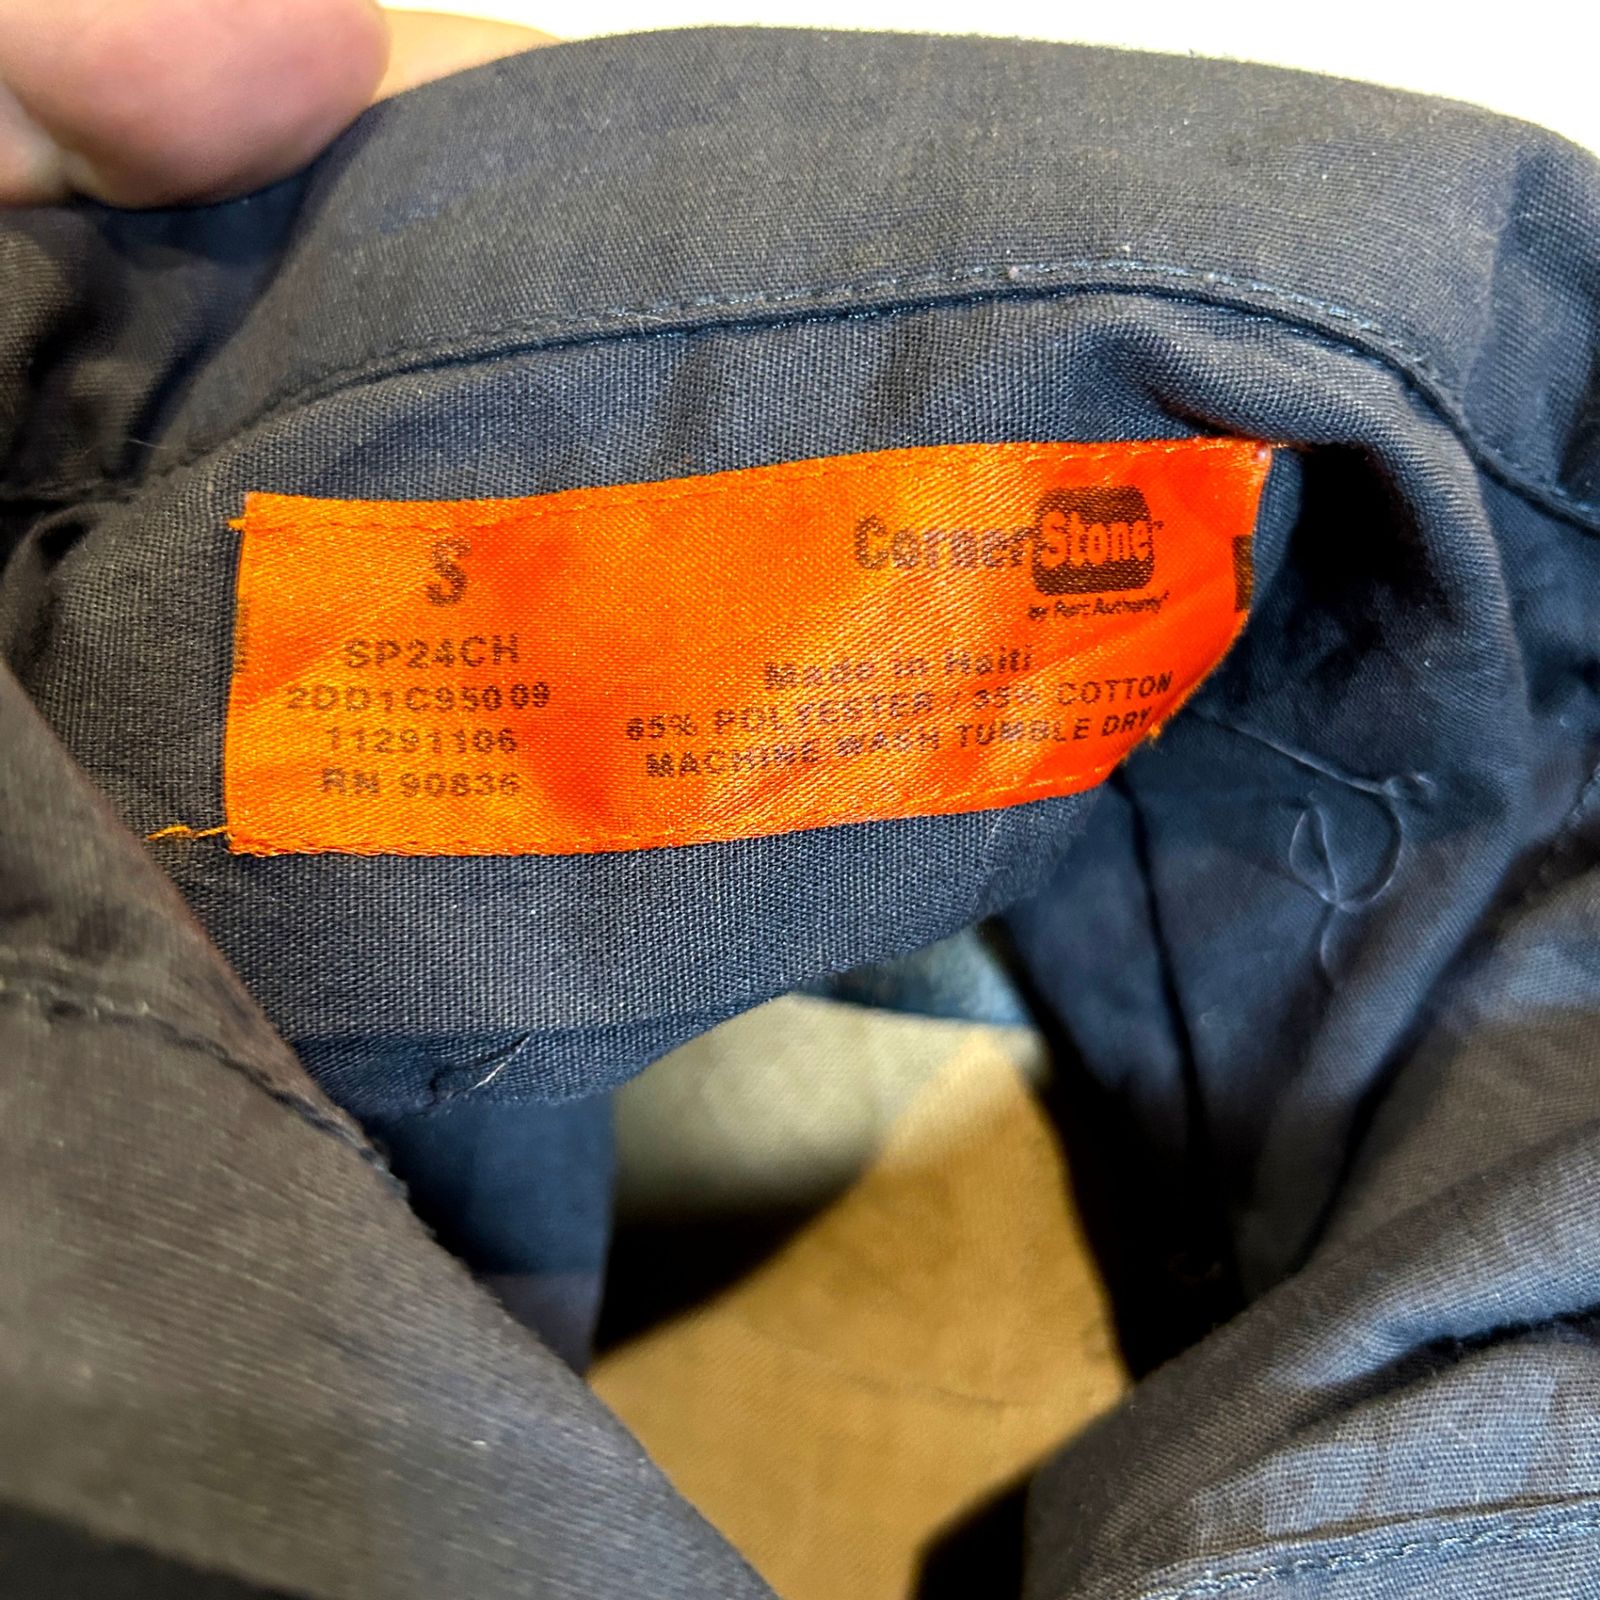 S
SP24CH
2DD1C95009
11291106
RN 90836
CornerStone™
by Port Authority®
Made in Haiti
65% POLYESTER / 35% COTTON
MACHINE WASH TUMBLE DRY